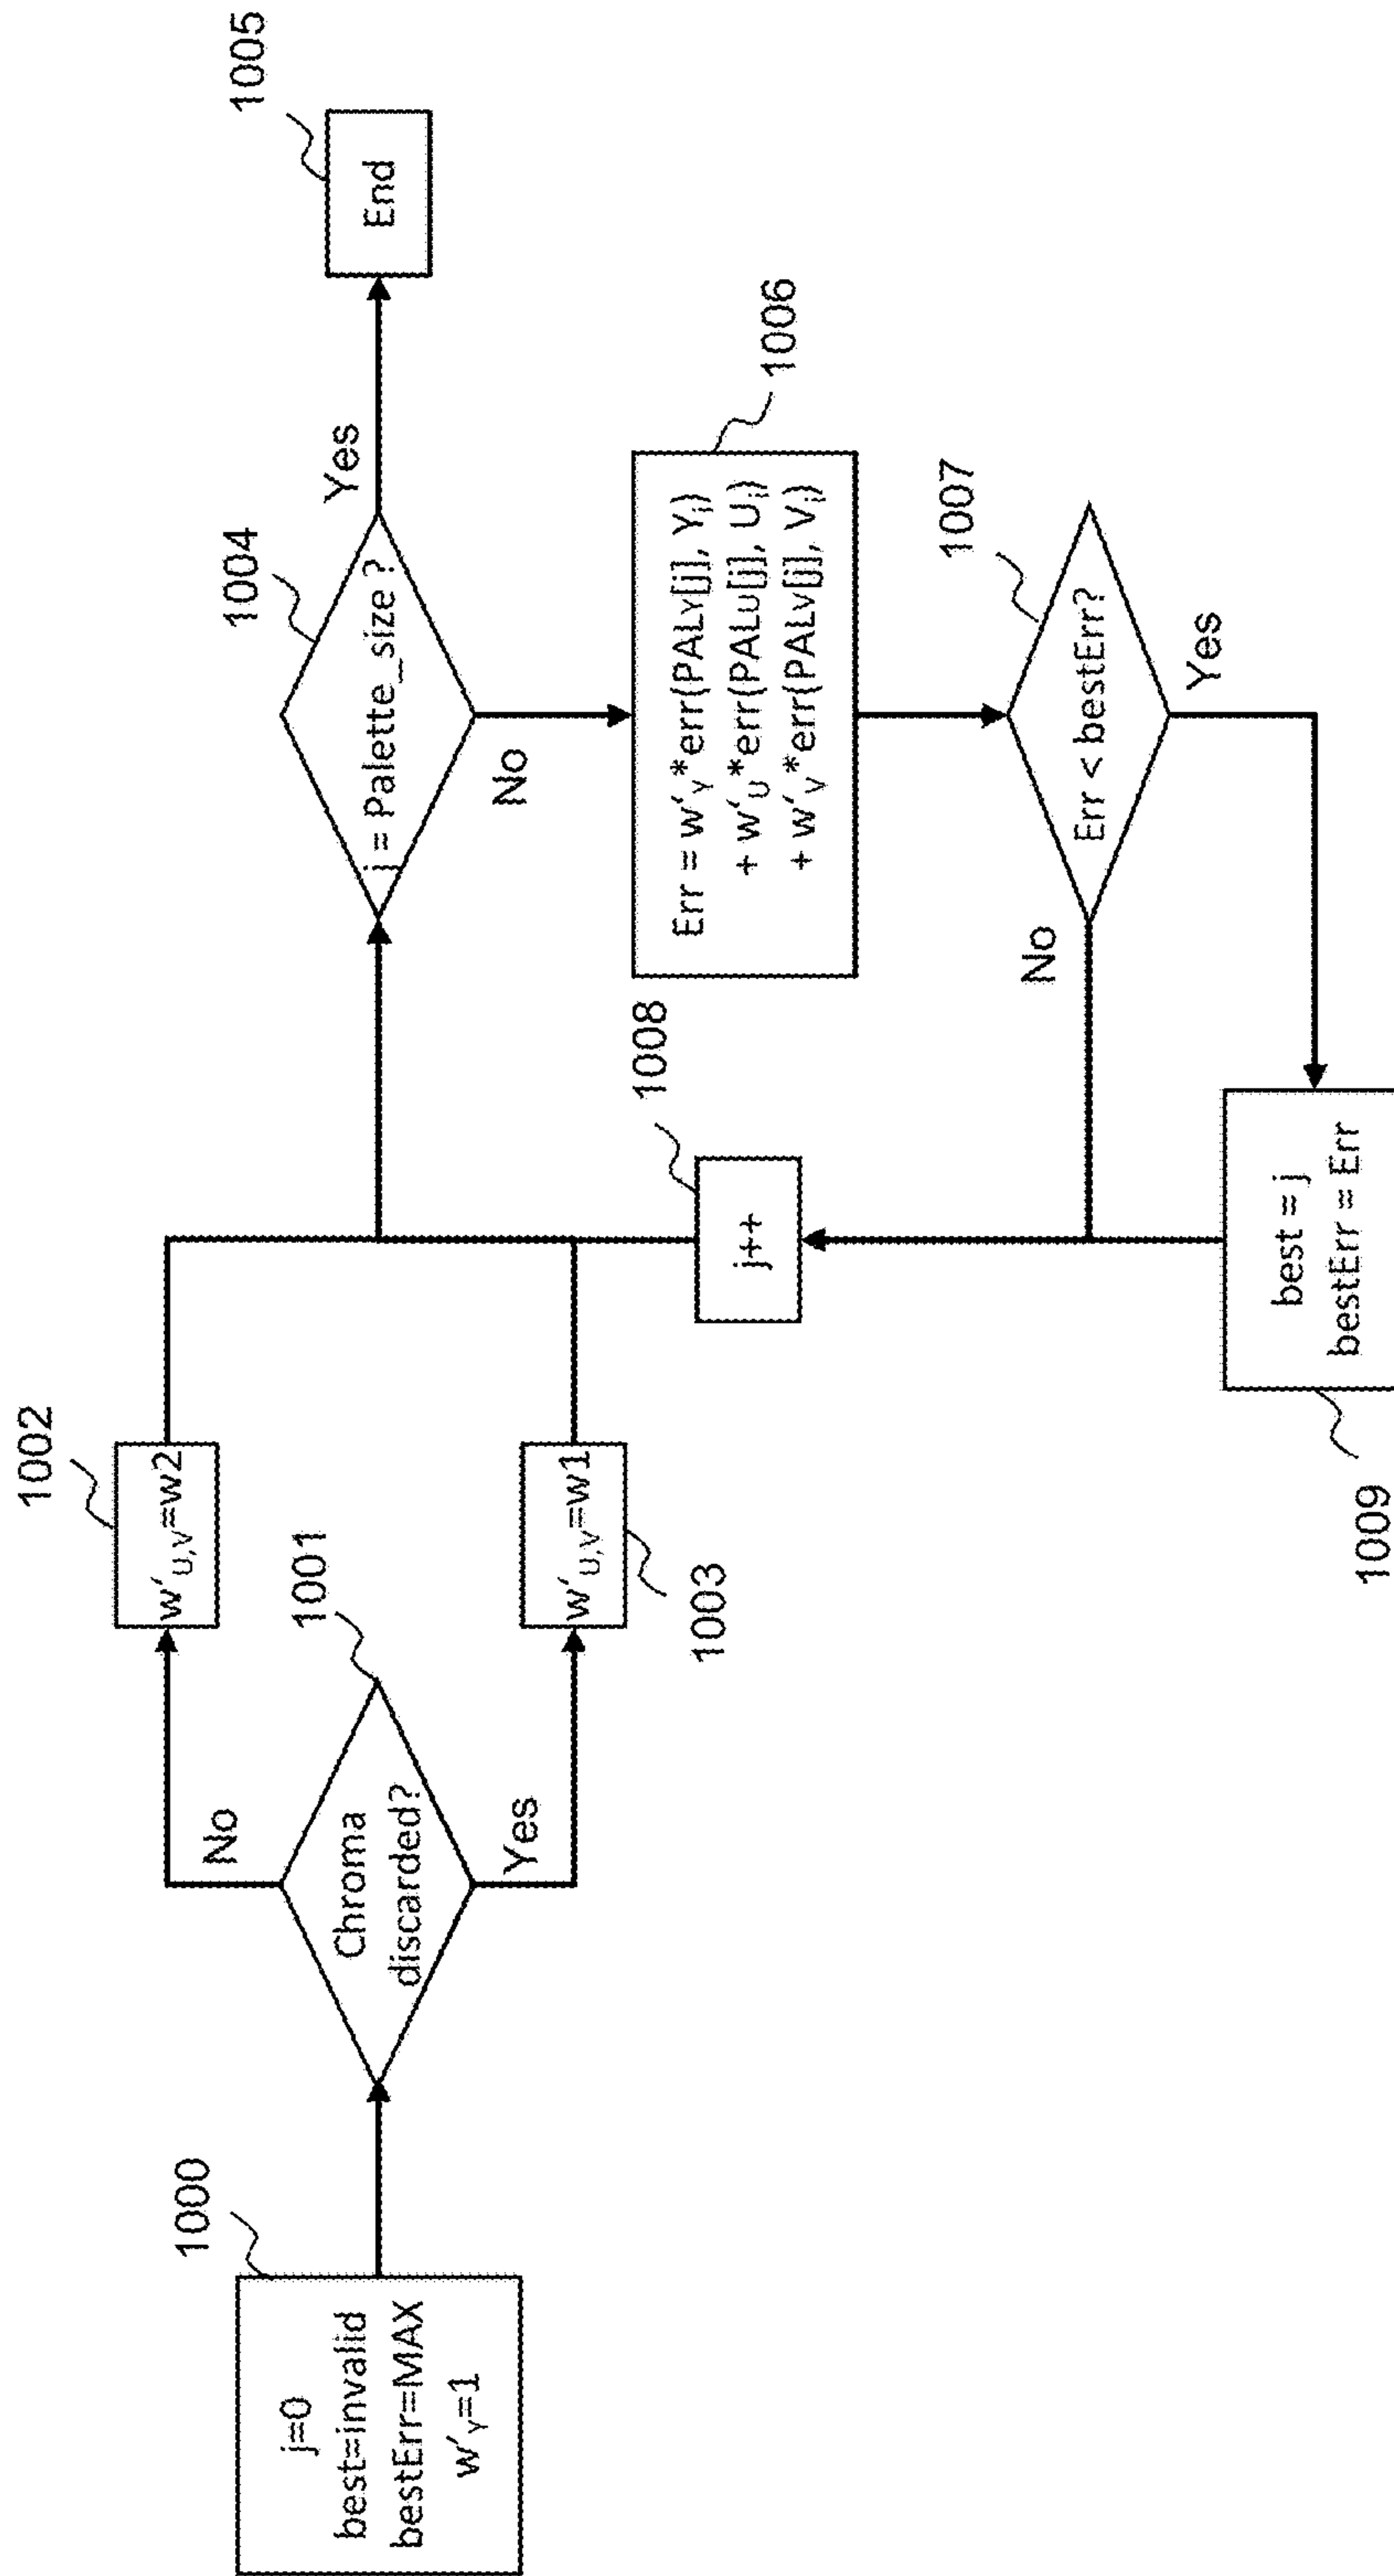 1000
j=0
best=invalid
bestErr=MAX
w'Y=1
1001
Chroma
discarded?
No
Yes
1002
w'U,V=w2
w'U,V=w1
1003
1004
j = Palette_size ?
Yes
1005
End
No
1006
Err = w'Y*err(PALY[j], Yi)
+ w'U*err(PALU[j], Ui)
+ w'V*err(PALV[j], Vi)
1007
Err < bestErr?
No
Yes
1008
j++
best = j
bestErr = Err
1009